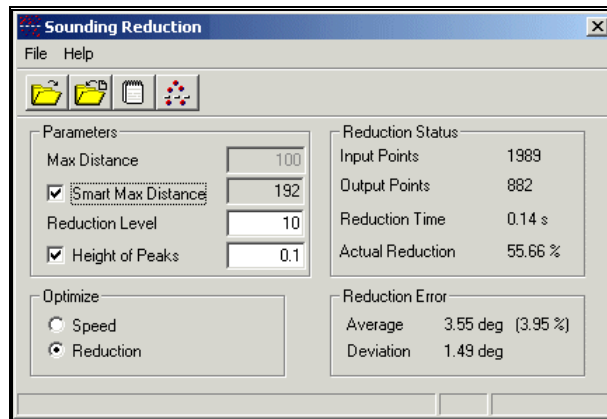 Sounding Reduction
File Help
Parameters
Max Distance 100
Smart Max Distance 192
Reduction Level 10
Height of Peaks 0.1
Optimize
Speed
Reduction
Reduction Status
Input Points 1989
Output Points 882
Reduction Time 0.14 s
Actual Reduction 55.66 %
Reduction Error
Average 3.55 deg (3.95 %)
Deviation 1.49 deg